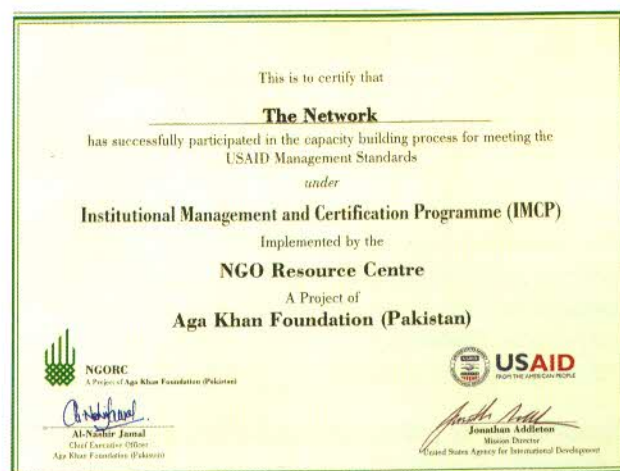 This is to certify that
The Network
has successfully participated in the capacity building process for meeting the
USAID Management Standards
under
Institutional Management and Certification Programme (IMCP)
Implemented by the
NGO Resource Centre
A Project of
Aga Khan Foundation (Pakistan)
NGORC
A Project of Aga Khan Foundation (Pakistan)
USAID
FROM THE AMERICAN PEOPLE
Al-Nashir Jamal
Chief Executive Officer
Aga Khan Foundation (Pakistan)
Jonathan Addleton
Mission Director
United States Agency for International Development